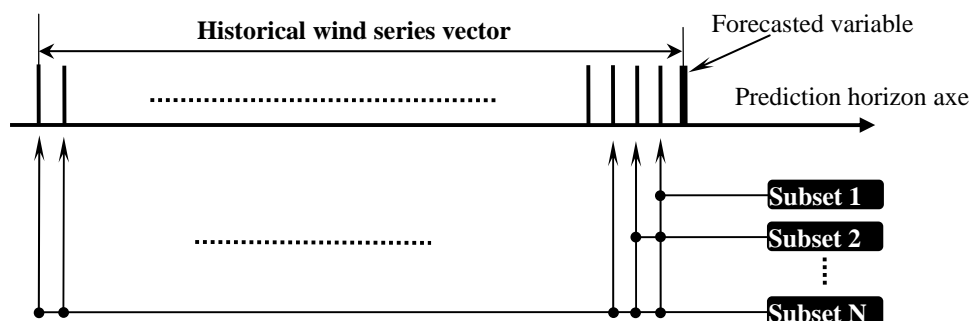 Forecasted variable
Historical wind series vector
Prediction horizon axe
Subset 1
Subset 2
Subset N